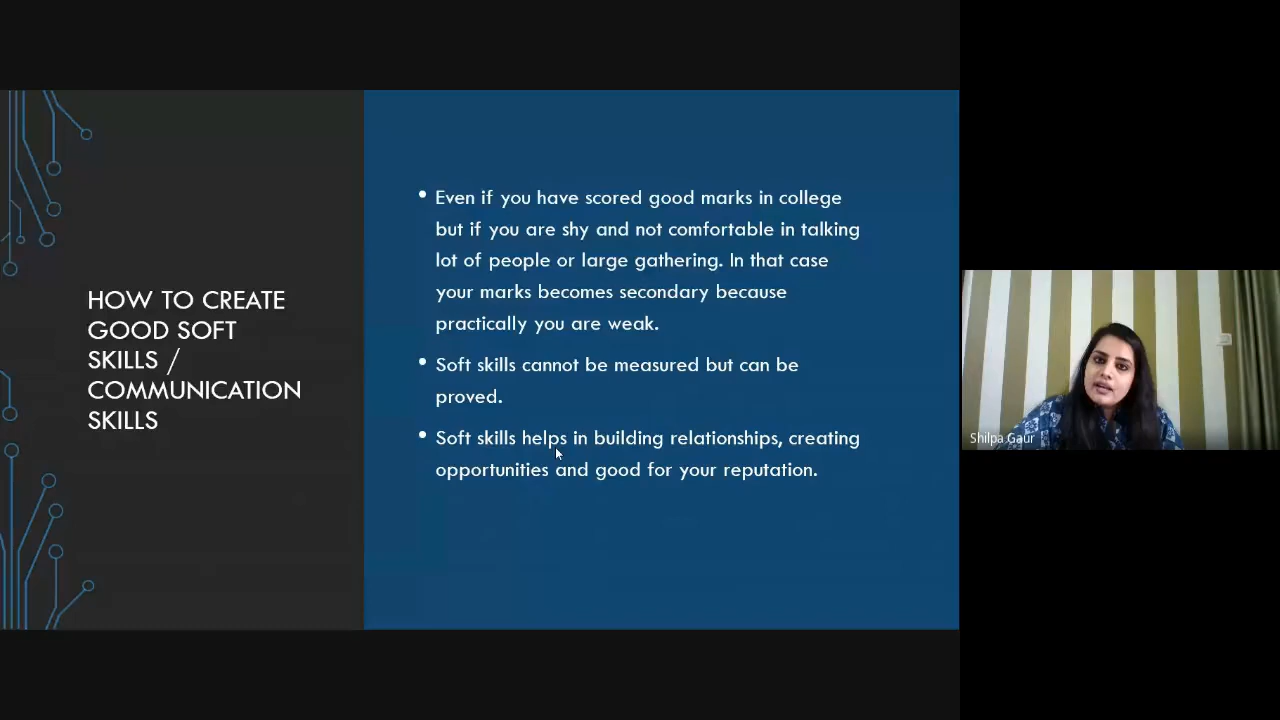 HOW TO CREATE
GOOD SOFT
SKILLS /
COMMUNICATION
SKILLS
• Even if you have scored good marks in college
but if you are shy and not comfortable in talking
lot of people or large gathering. In that case
your marks becomes secondary because
practically you are weak.
• Soft skills cannot be measured but can be
proved.
• Soft skills helps in building relationships, creating
opportunities and good for your reputation.
Shilpa Gaur